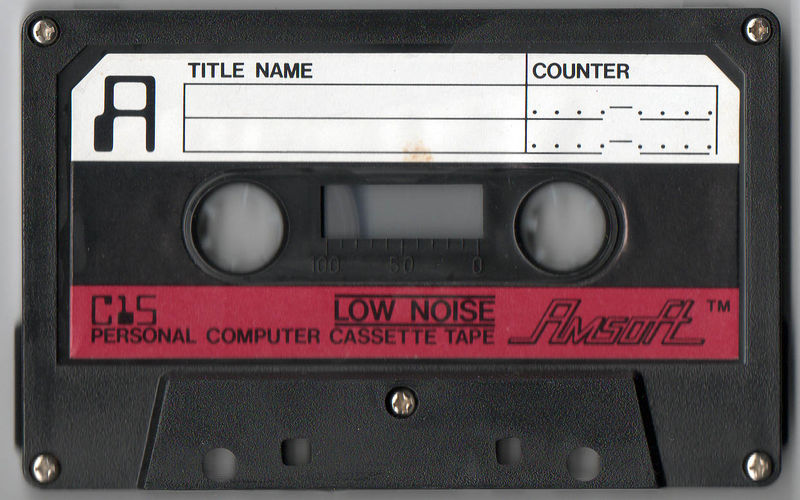 A
TITLE NAME
COUNTER
100 50 0
C15
LOW NOISE
PERSONAL COMPUTER CASSETTE TAPE
Amsoft ™